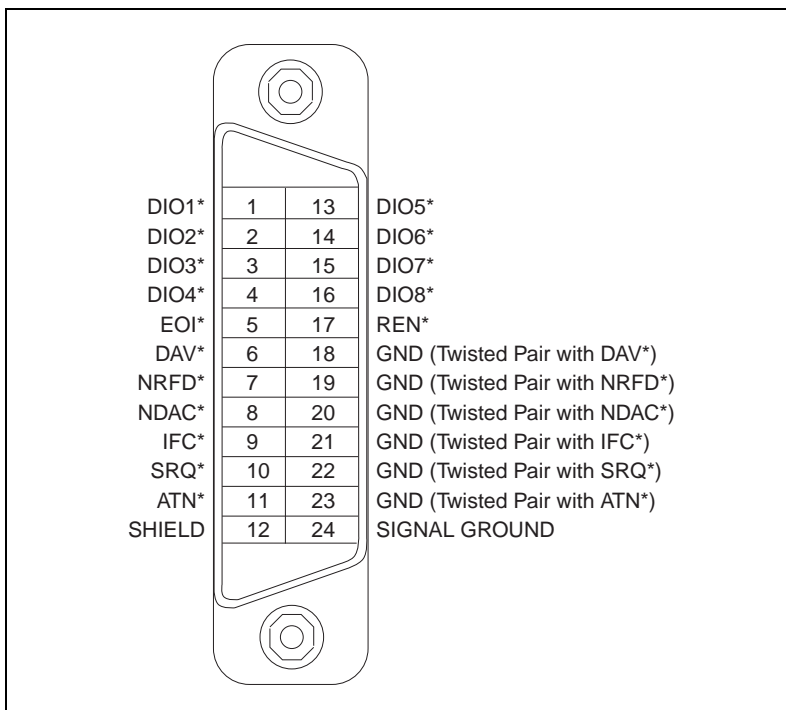 DIO1* 1 13 DIO5*
DIO2* 2 14 DIO6*
DIO3* 3 15 DIO7*
DIO4* 4 16 DIO8*
EOI* 5 17 REN*
DAV* 6 18 GND (Twisted Pair with DAV*)
NRFD* 7 19 GND (Twisted Pair with NRFD*)
NDAC* 8 20 GND (Twisted Pair with NDAC*)
IFC* 9 21 GND (Twisted Pair with IFC*)
SRQ* 10 22 GND (Twisted Pair with SRQ*)
ATN* 11 23 GND (Twisted Pair with ATN*)
SHIELD 12 24 SIGNAL GROUND